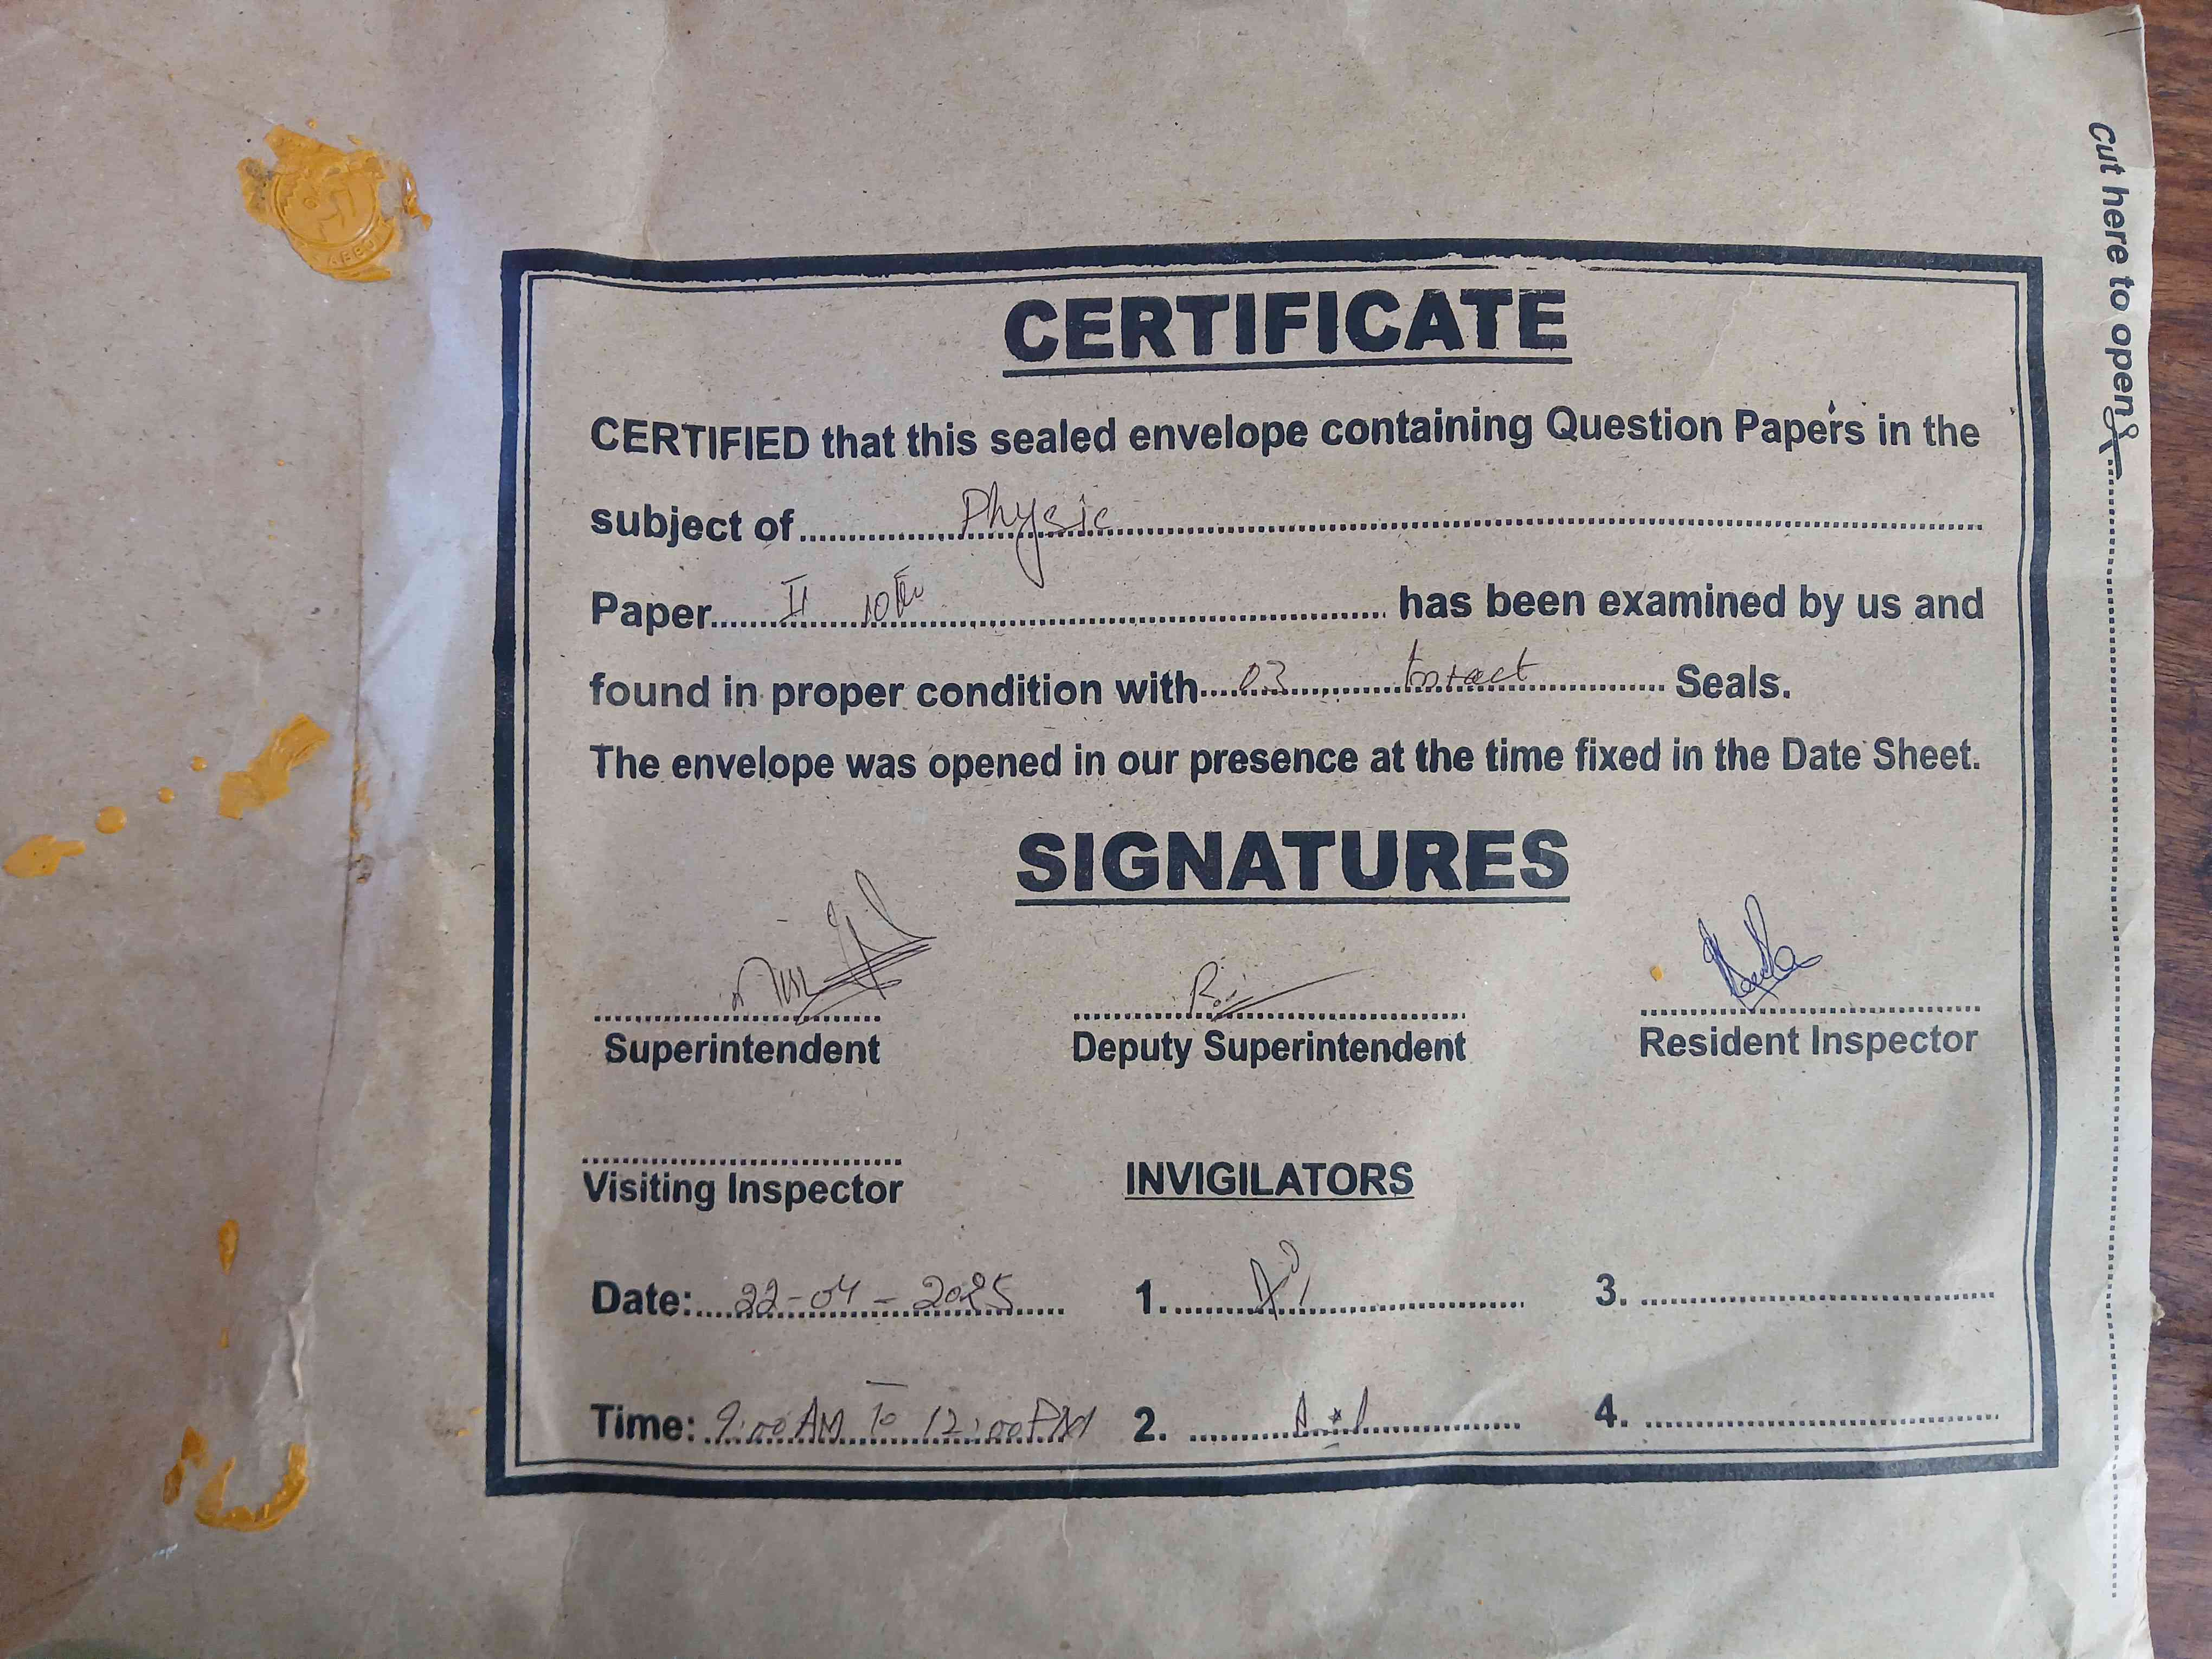 Cut here to open
CERTIFICATE
CERTIFIED that this sealed envelope containing Question Papers in the
subject of Physic
Paper II 10th has been examined by us and
found in proper condition with 03 Intact Seals.
The envelope was opened in our presence at the time fixed in the Date Sheet.
SIGNATURES
Superintendent Deputy Superintendent Resident Inspector
Visiting Inspector INVIGILATORS
Date: 22-04-2025 1. 3.
Time: 9:00 AM To 12:00 PM 2. 4.